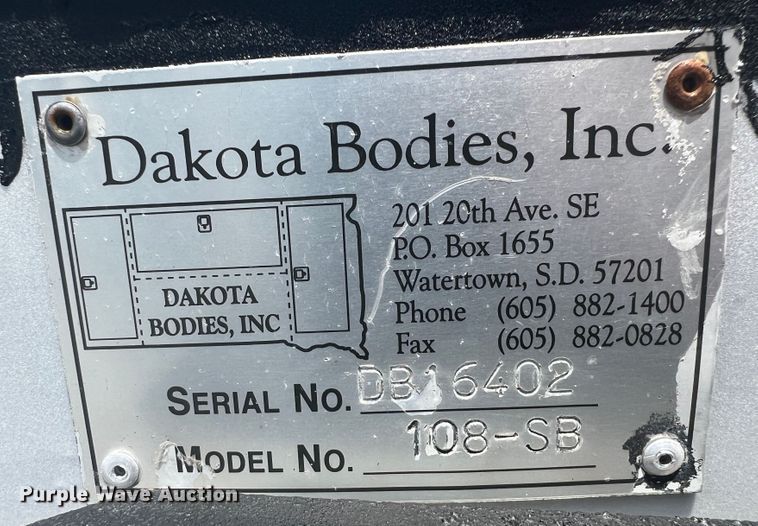 Dakota Bodies, Inc.
201 20th Ave. SE
P.O. Box 1655
Watertown, S.D. 57201
Phone (605) 882-1400
Fax (605) 882-0828
DAKOTA
BODIES, INC
SERIAL NO. DB16402
MODEL NO. 108-SB
Purple Wave Auction